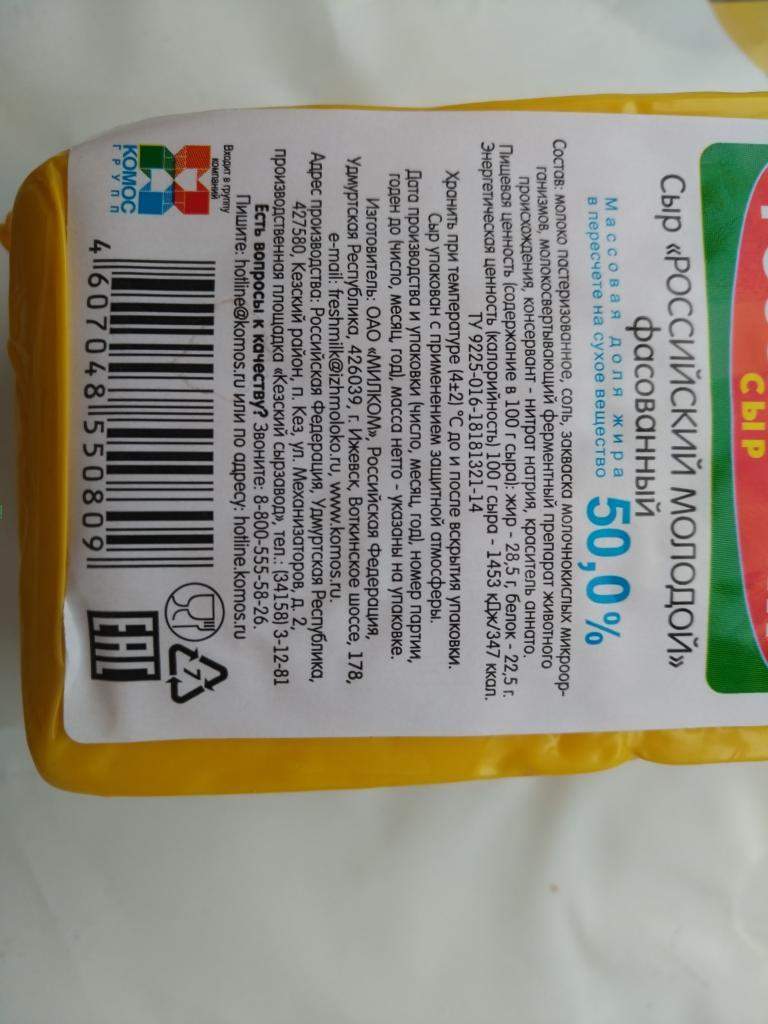 СЫР
Сыр «РОССИЙСКИЙ МОЛОДОЙ»
фасованный
Массовая доля жира
в пересчете на сухое вещество
50,0%
Состав: молоко пастеризованное, соль, закваска молочнокислых микроор-
ганизмов, молокосвертывающий ферментный препарат животного
происхождения, консервант - нитрат натрия, краситель аннато.
Пищевая ценность (содержание в 100 г сыра): жир - 28,5 г, белок - 22,5 г.
Энергетическая ценность (калорийность) 100 г сыра - 1453 кДж/347 ккал.
ТУ 9225-016-18181321-14
Хранить при температуре (4±2) °С до и после вскрытия упаковки.
Сыр упакован с применением защитной атмосферы.
Дата производства и упаковки (число, месяц, год), номер партии,
годен до (число, месяц, год), масса нетто - указаны на упаковке.
Изготовитель: ОАО «МИЛКОМ», Российская Федерация,
Удмуртская Республика, 426039, г. Ижевск, Воткинское шоссе, 178,
e-mail: freshmilk@izhmoloko.ru, www.komos.ru.
Адрес производства: Российская Федерация, Удмуртская Республика,
427580, Кезский район, п. Кез, ул. Механизаторов, д. 2,
производственная площадка «Кезский сырзавод», тел.: (34158) 3-12-81
Есть вопросы к качеству? Звоните: 8-800-555-58-26.
Пишите: hotline@komos.ru или по адресу: hotline.komos.ru
Входит в группу
компаний
КОМОС
ГРУПП
4 607048 550809
ЕАС